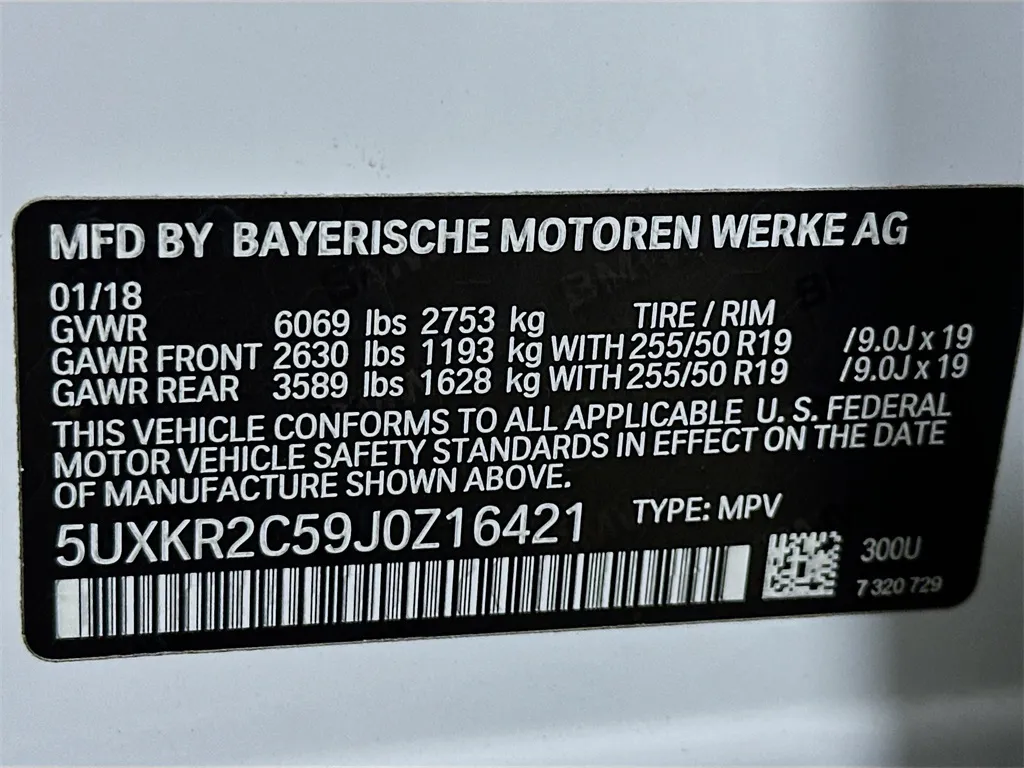 MFD BY BAYERISCHE MOTOREN WERKE AG
01/18
GVWR 6069 lbs 2753 kg TIRE / RIM
GAWR FRONT 2630 lbs 1193 kg WITH 255/50 R19 /9.0J x 19
GAWR REAR 3589 lbs 1628 kg WITH 255/50 R19 /9.0J x 19
THIS VEHICLE CONFORMS TO ALL APPLICABLE U. S. FEDERAL
MOTOR VEHICLE SAFETY STANDARDS IN EFFECT ON THE DATE
OF MANUFACTURE SHOWN ABOVE.
5UXKR2C59J0Z16421 TYPE: MPV
300U
7 320 729